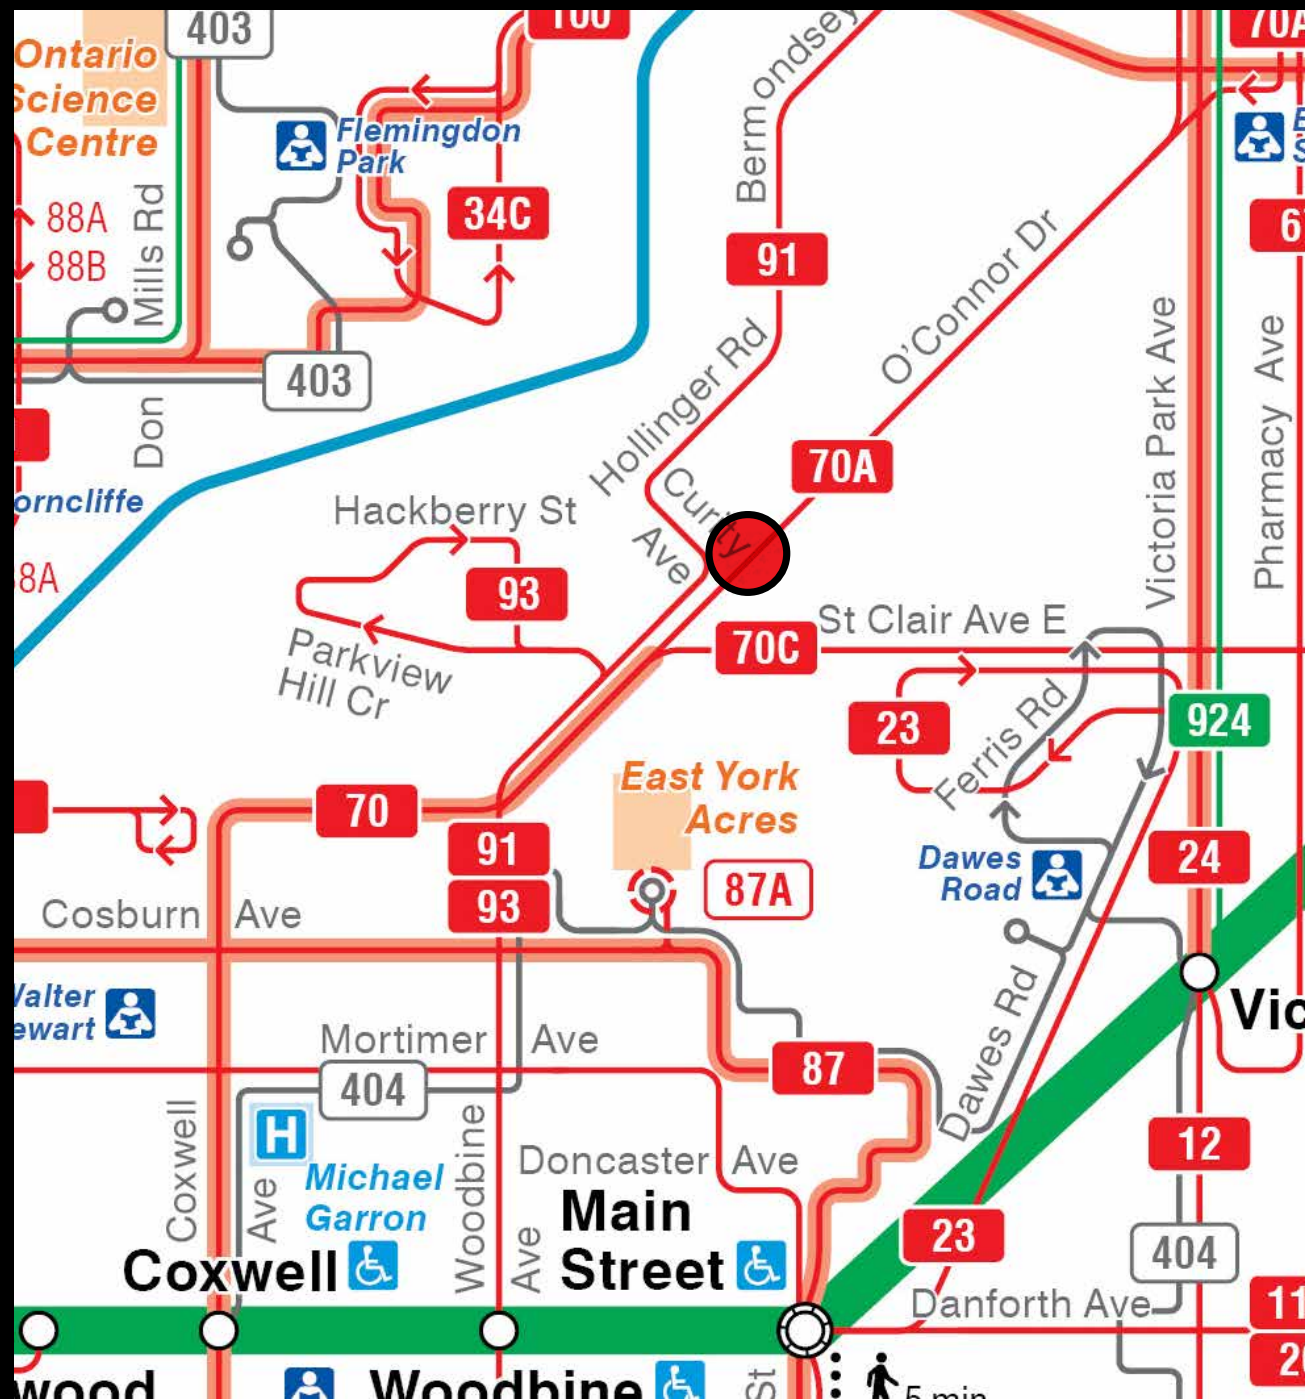 403
100
70A
Ontario
Science
Centre
Flemingdon
Park
Bermondsey
88A
88B
Mills Rd
34C
91
O'Connor Dr
Hollinger Rd
Victoria Park Ave
Pharmacy Ave
403
Don
70A
Curity
Ave
Hackberry St
93
St Clair Ave E
70C
Parkview
Hill Cr
23
Ferris Rd
924
East York
Acres
70
91
93
87A
Dawes
Road
24
Cosburn Ave
Dawes Rd
Mortimer Ave
404
87
Coxwell
Ave
H
Michael
Garron
Woodbine
Ave
Doncaster Ave
12
Main
Street
23
404
Coxwell
Danforth Ave
11
Woodbine
St
5 min